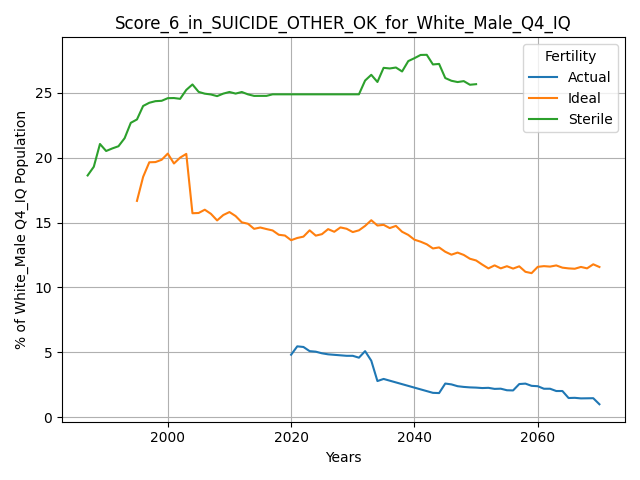 Score_6_in_SUICIDE_OTHER_OK_for_White_Male_Q4_IQ
% of White_Male Q4_IQ Population
25
20
15
10
5
0
Fertility
Actual
Ideal
Sterile
2000
2020
2040
2060
Years